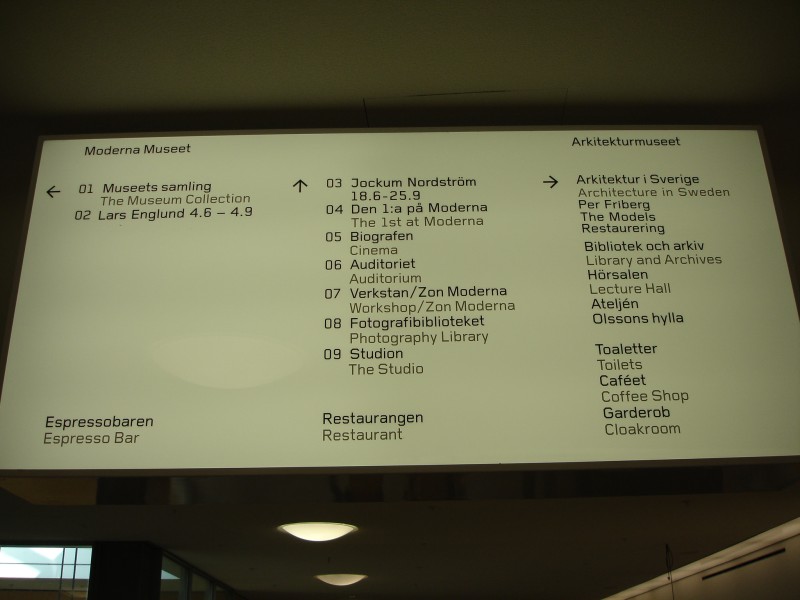 Moderna Museet
← 01 Museets samling
The Museum Collection
02 Lars Englund 4.6 – 4.9
Espressobaren
Espresso Bar
↑ 03 Jockum Nordström
18.6-25.9
04 Den 1:a på Moderna
The 1st at Moderna
05 Biografen
Cinema
06 Auditoriet
Auditorium
07 Verkstan/Zon Moderna
Workshop/Zon Moderna
08 Fotografibiblioteket
Photography Library
09 Studion
The Studio
Restaurangen
Restaurant
Arkitekturmuseet
→ Arkitektur i Sverige
Architecture in Sweden
Per Friberg
The Models
Restaurering
Bibliotek och arkiv
Library and Archives
Hörsalen
Lecture Hall
Ateljén
Olssons hylla
Toaletter
Toilets
Caféet
Coffee Shop
Garderob
Cloakroom